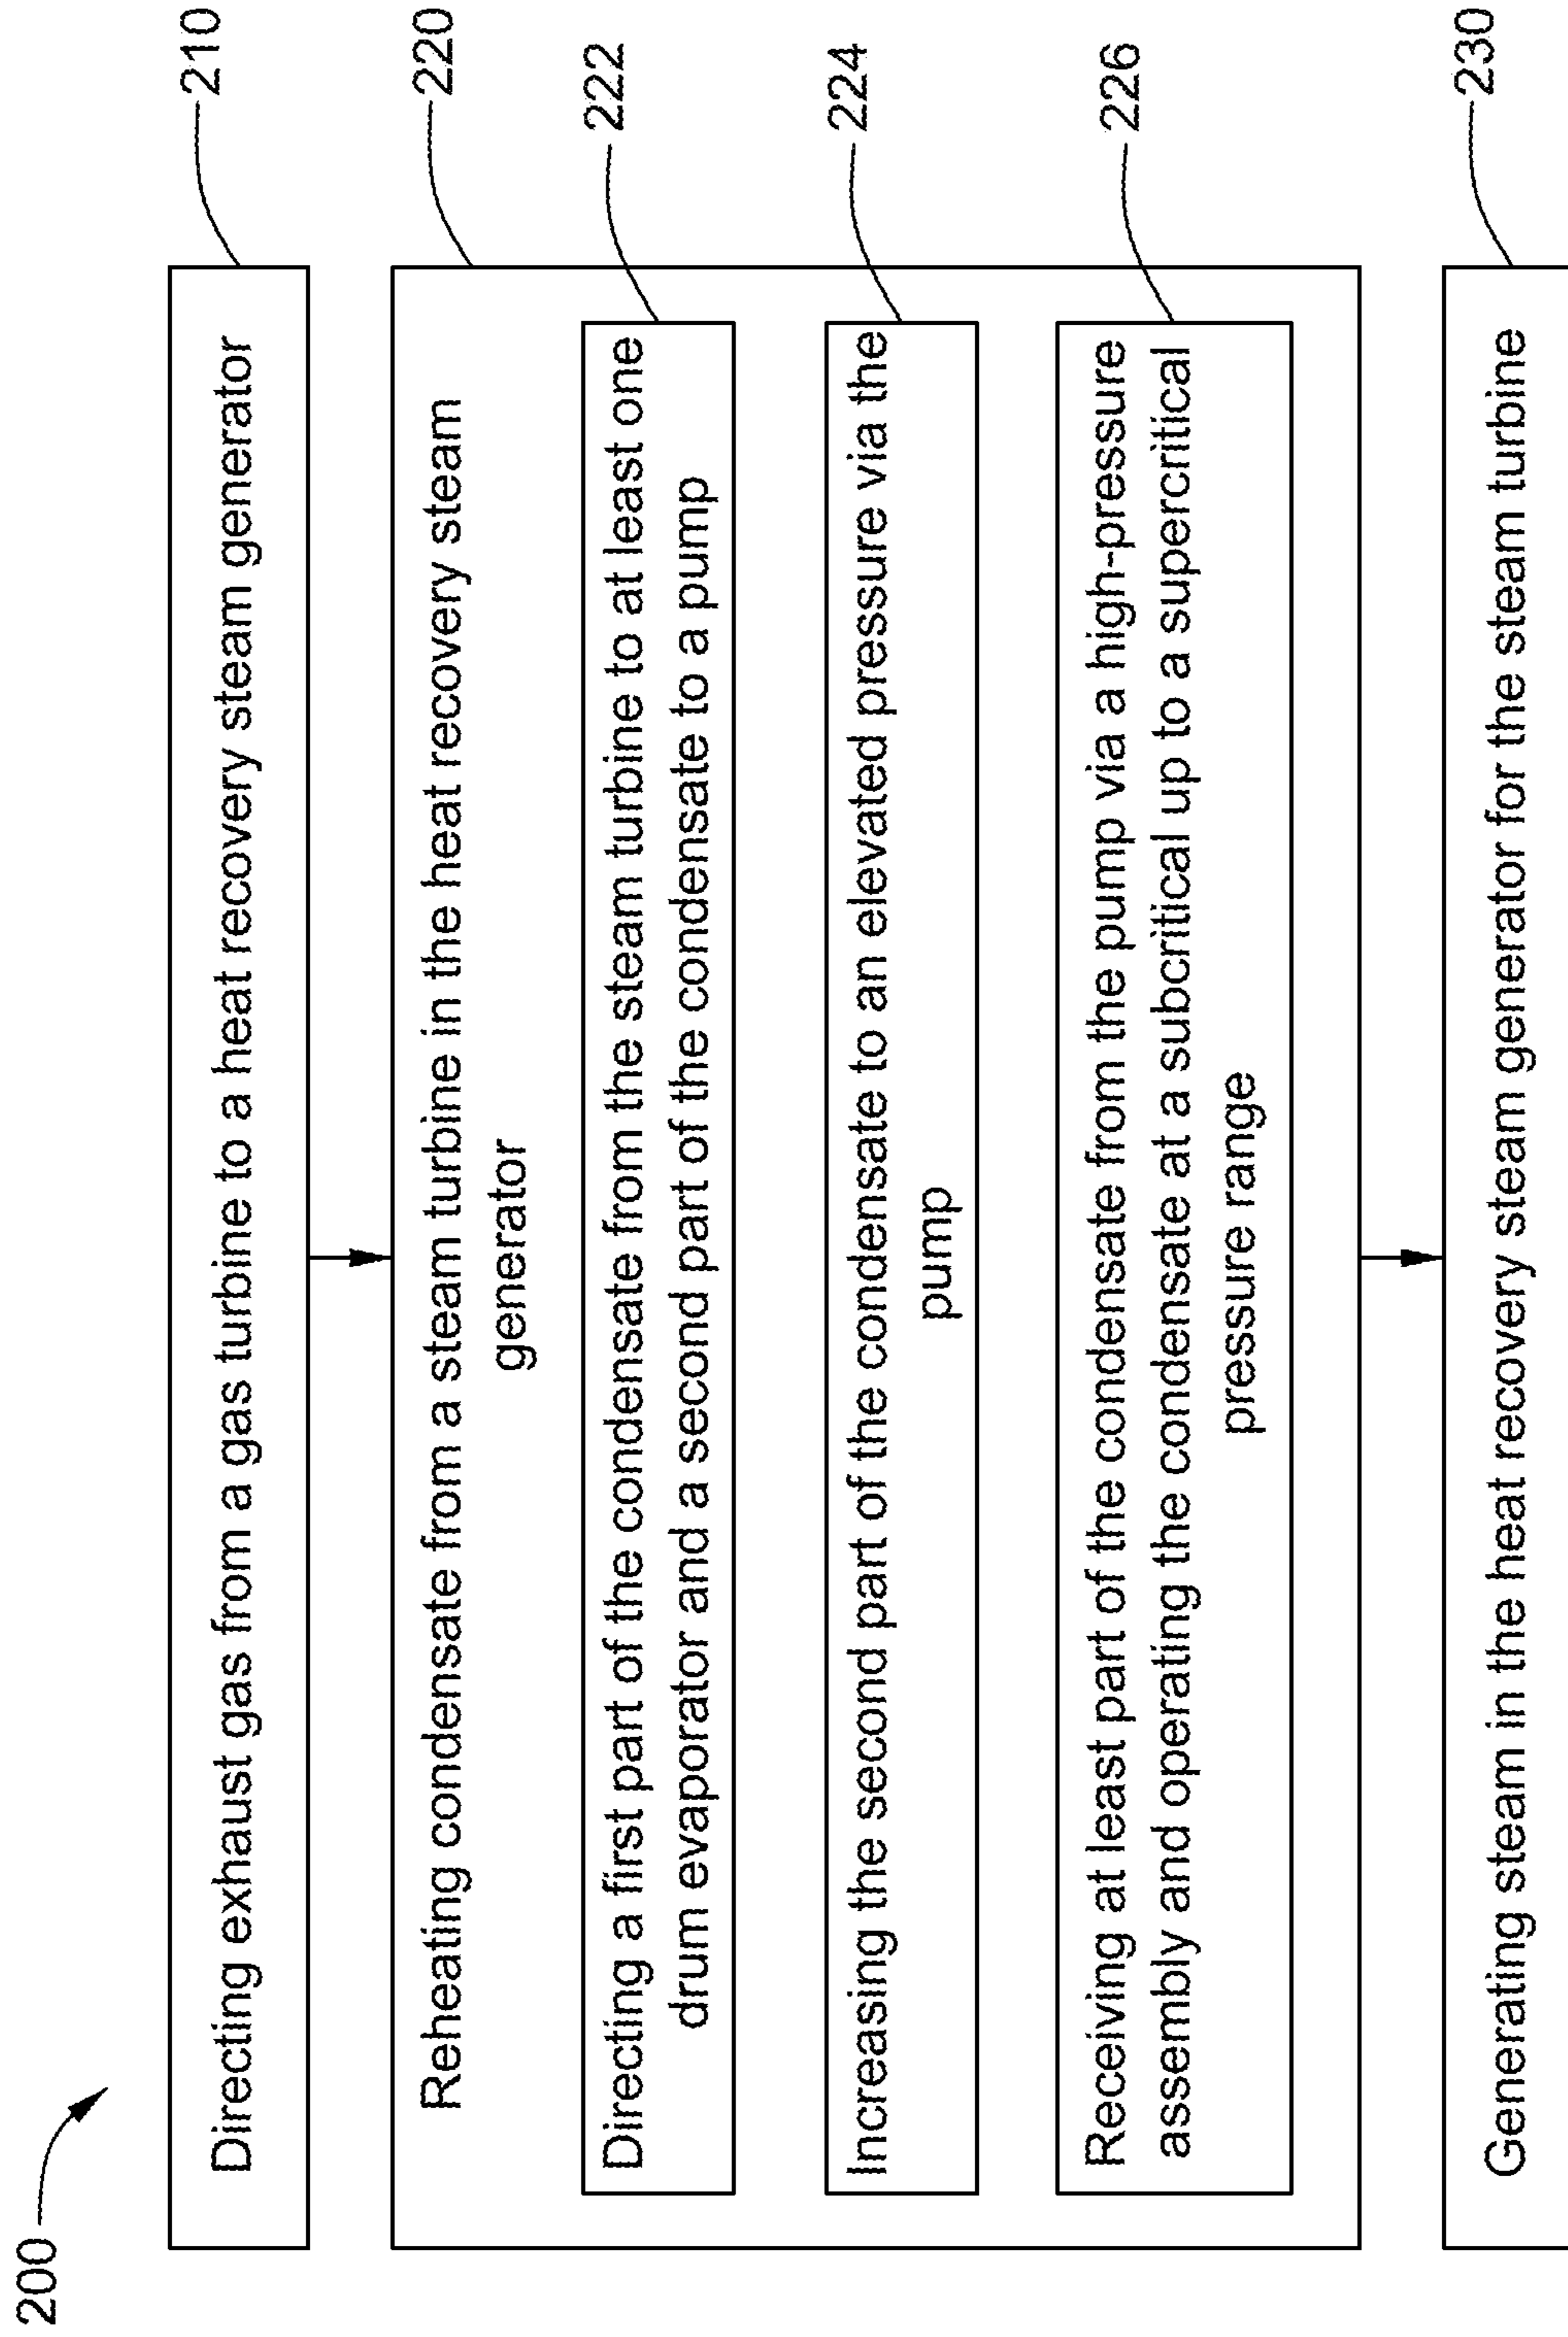 200
Directing exhaust gas from a gas turbine to a heat recovery steam generator
210
Reheating condensate from a steam turbine in the heat recovery steam
generator
220
Directing a first part of the condensate from the steam turbine to at least one
drum evaporator and a second part of the condensate to a pump
222
Increasing the second part of the condensate to an elevated pressure via the
pump
224
Receiving at least part of the condensate from the pump via a high-pressure
assembly and operating the condensate at a subcritical up to a supercritical
pressure range
226
Generating steam in the heat recovery steam generator for the steam turbine
230